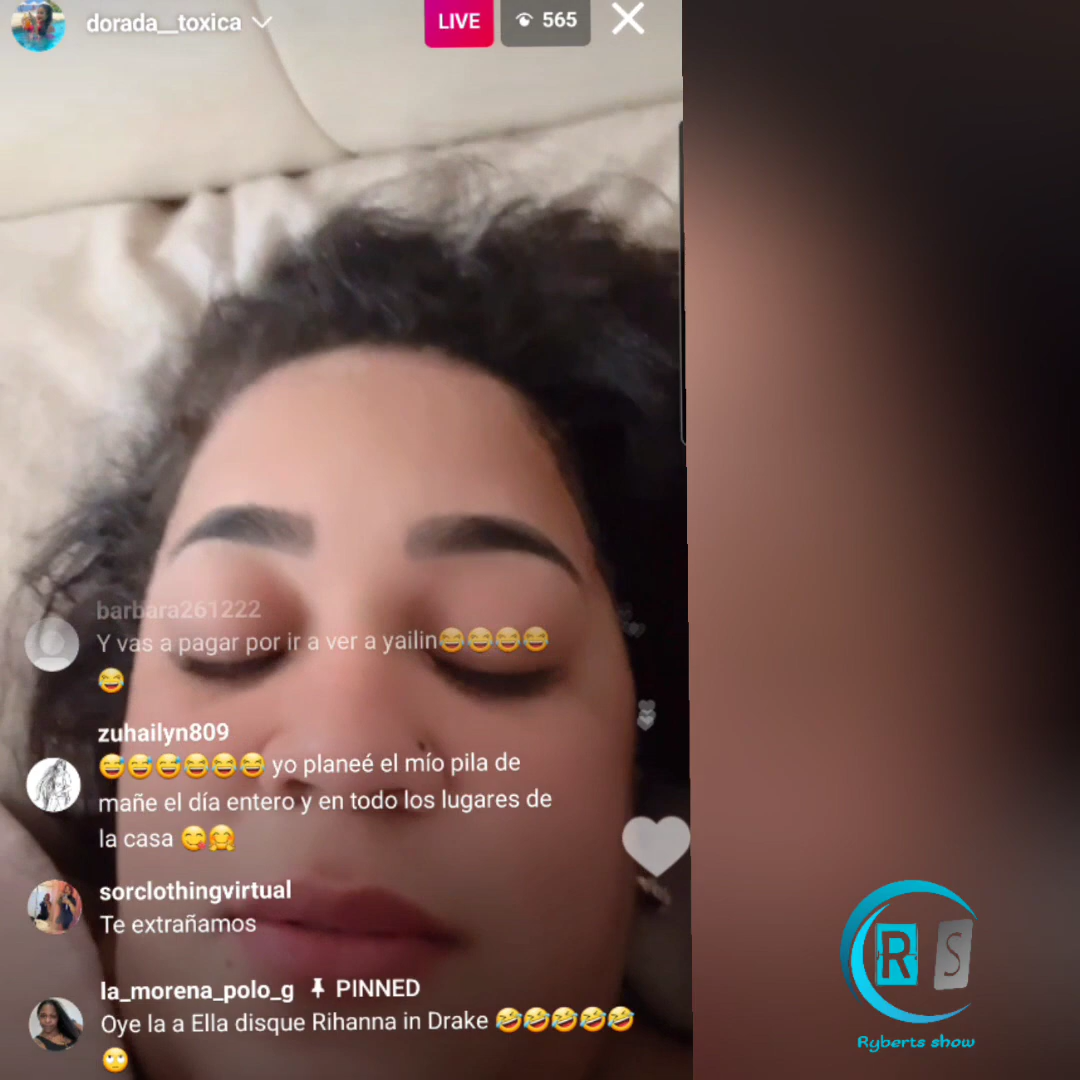 dorada__toxica
LIVE
565
barbara261222
Y vas a pagar por ir a ver a yailin😂😂😂😂
😂
zuhailyn809
😅😅😅😂😂😂 yo planeé el mío pila de
mañe el día entero y en todo los lugares de
la casa 😋🤗
sorclothingvirtual
Te extrañamos
la_morena_polo_g 📌 PINNED
Oye la a Ella disque Rihanna in Drake 🤣🤣🤣🤣🤣
🙄
R S
Ryberts show